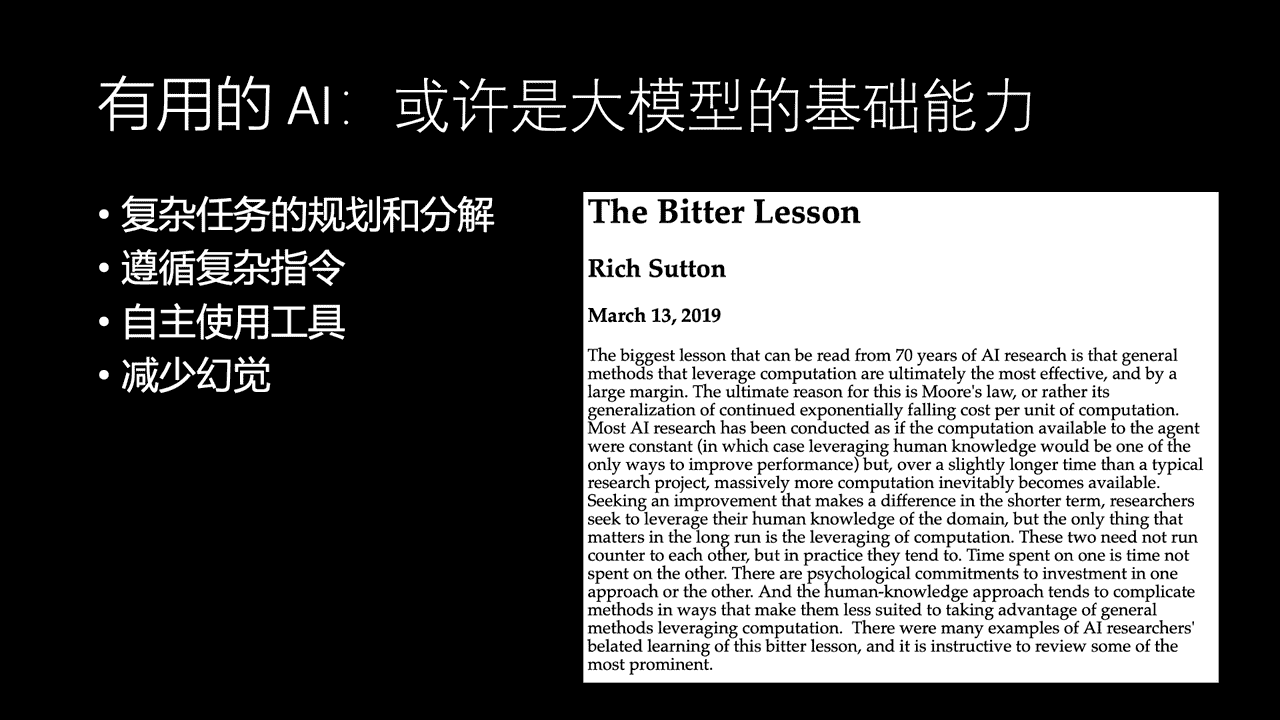 有用的 AI：或许是大模型的基础能力
• 复杂任务的规划和分解
• 遵循复杂指令
• 自主使用工具
• 减少幻觉
The Bitter Lesson
Rich Sutton
March 13, 2019
The biggest lesson that can be read from 70 years of AI research is that general
methods that leverage computation are ultimately the most effective, and by a
large margin. The ultimate reason for this is Moore's law, or rather its
generalization of continued exponentially falling cost per unit of computation.
Most AI research has been conducted as if the computation available to the agent
were constant (in which case leveraging human knowledge would be one of the
only ways to improve performance) but, over a slightly longer time than a typical
research project, massively more computation inevitably becomes available.
Seeking an improvement that makes a difference in the shorter term, researchers
seek to leverage their human knowledge of the domain, but the only thing that
matters in the long run is the leveraging of computation. These two need not run
counter to each other, but in practice they tend to. Time spent on one is time not
spent on the other. There are psychological commitments to investment in one
approach or the other. And the human-knowledge approach tends to complicate
methods in ways that make them less suited to taking advantage of general
methods leveraging computation.  There were many examples of AI researchers'
belated learning of this bitter lesson, and it is instructive to review some of the
most prominent.